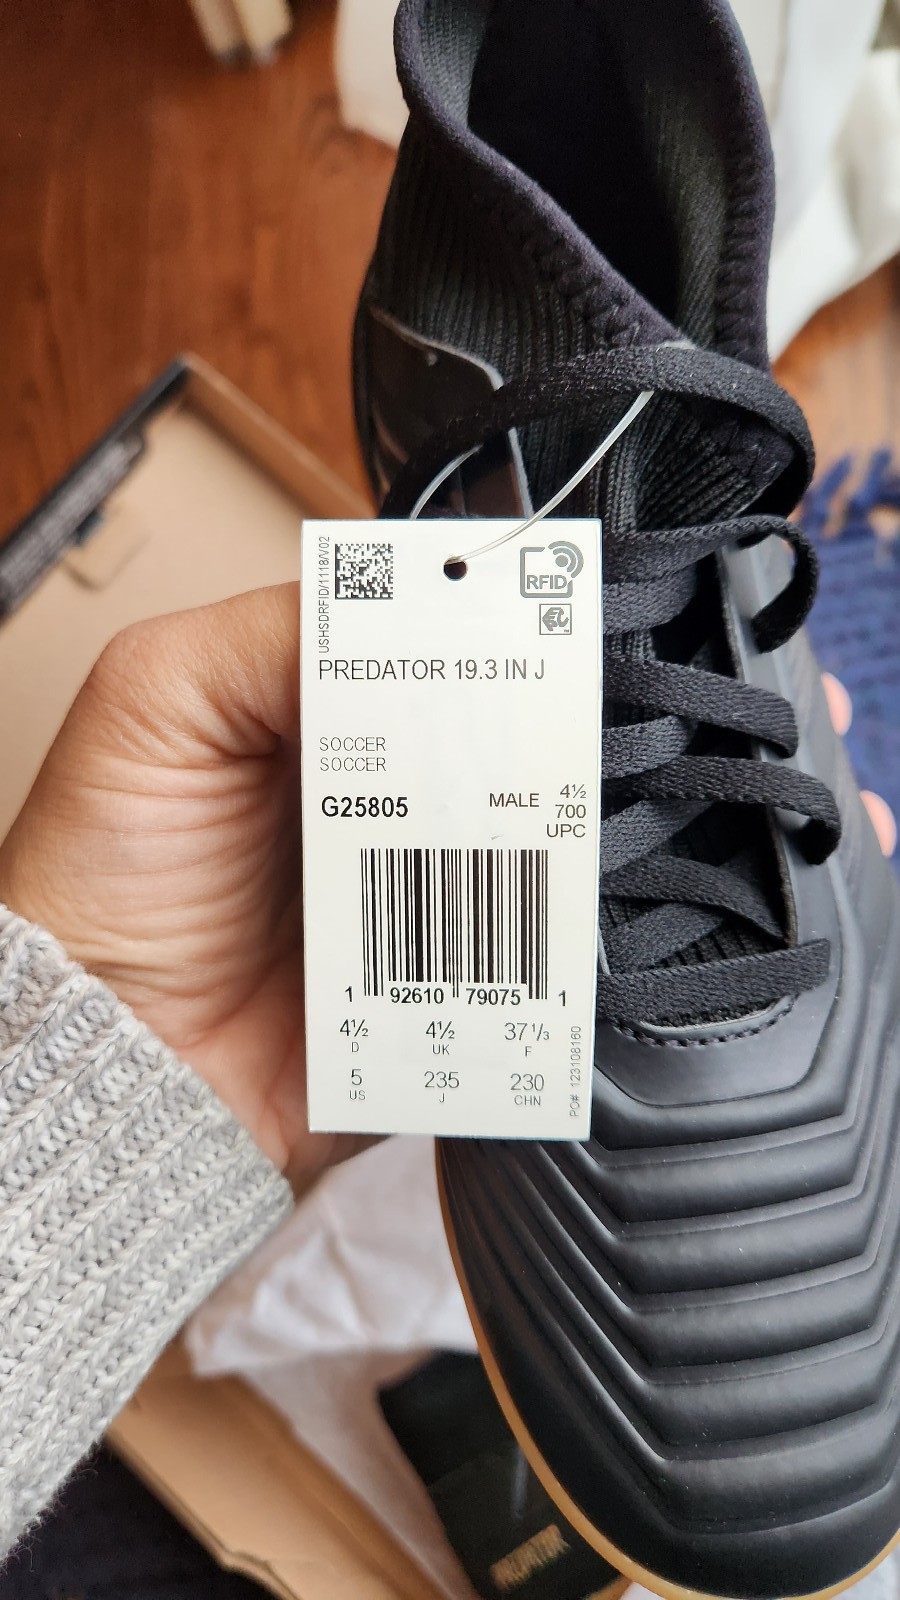 USHSDRFID/1118/V02
RFID
PREDATOR 19.3 IN J
SOCCER
SOCCER
G25805 MALE 4½
700
UPC
1 92610 79075 1
4½ 4½ 37 1/3
D UK F
5 235 230
US J CHN
PO# 123108160
PREDATOR